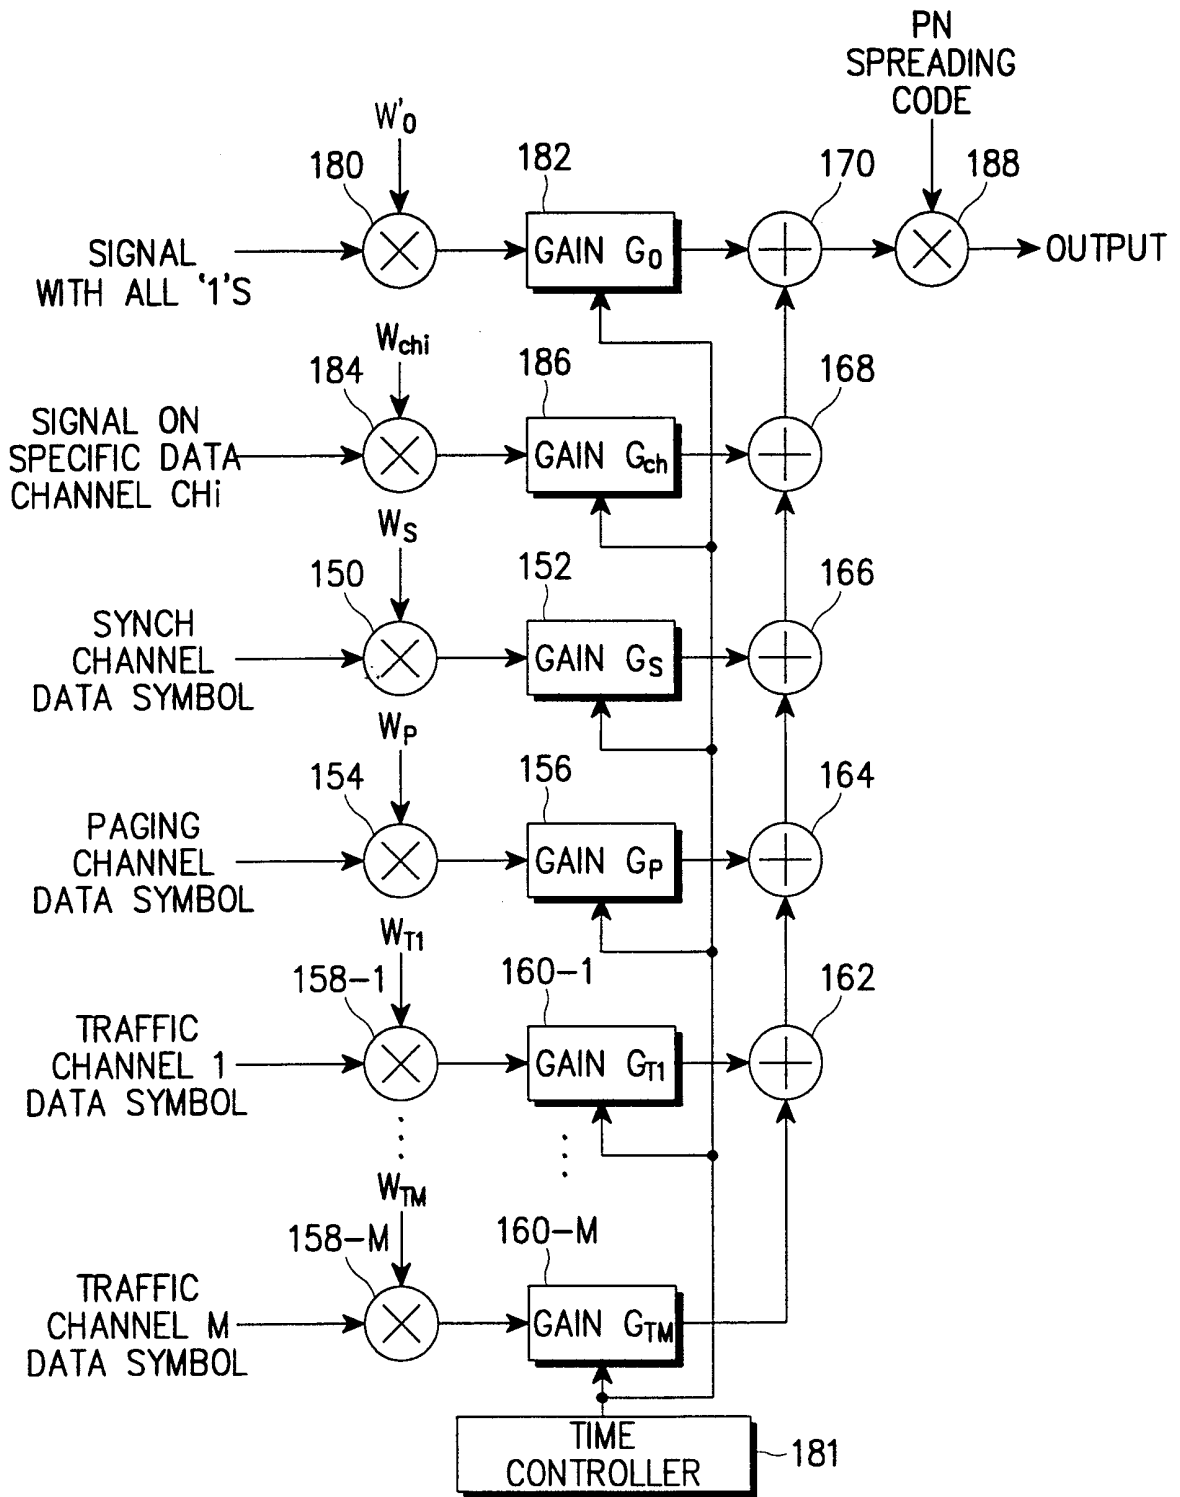 PN
SPREADING
CODE
W'0
180
182
170
188
SIGNAL
WITH ALL '1'S
GAIN G0
OUTPUT
Wchi
184
186
168
SIGNAL ON
SPECIFIC DATA
CHANNEL CHi
GAIN Gch
WS
150
152
166
SYNCH
CHANNEL
DATA SYMBOL
GAIN GS
WP
154
156
164
PAGING
CHANNEL
DATA SYMBOL
GAIN GP
WT1
158-1
160-1
162
TRAFFIC
CHANNEL 1
DATA SYMBOL
GAIN GT1
WTM
158-M
160-M
TRAFFIC
CHANNEL M
DATA SYMBOL
GAIN GTM
TIME
CONTROLLER
181